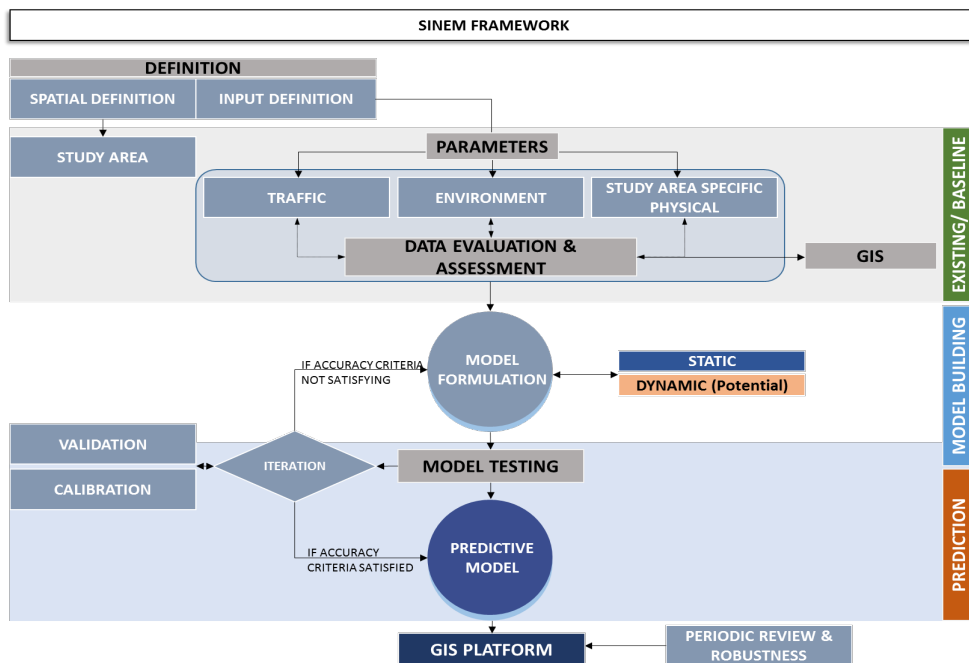 SINEM FRAMEWORK
DEFINITION
SPATIAL DEFINITION
INPUT DEFINITION
STUDY AREA
PARAMETERS
TRAFFIC
ENVIRONMENT
STUDY AREA SPECIFIC
PHYSICAL
DATA EVALUATION &
ASSESSMENT
GIS
EXISTING/ BASELINE
MODEL
FORMULATION
IF ACCURACY CRITERIA
NOT SATISFYING
STATIC
DYNAMIC (Potential)
MODEL BUILDING
VALIDATION
CALIBRATION
ITERATION
MODEL TESTING
IF ACCURACY
CRITERIA SATISFIED
PREDICTIVE
MODEL
PREDICTION
GIS PLATFORM
PERIODIC REVIEW &
ROBUSTNESS